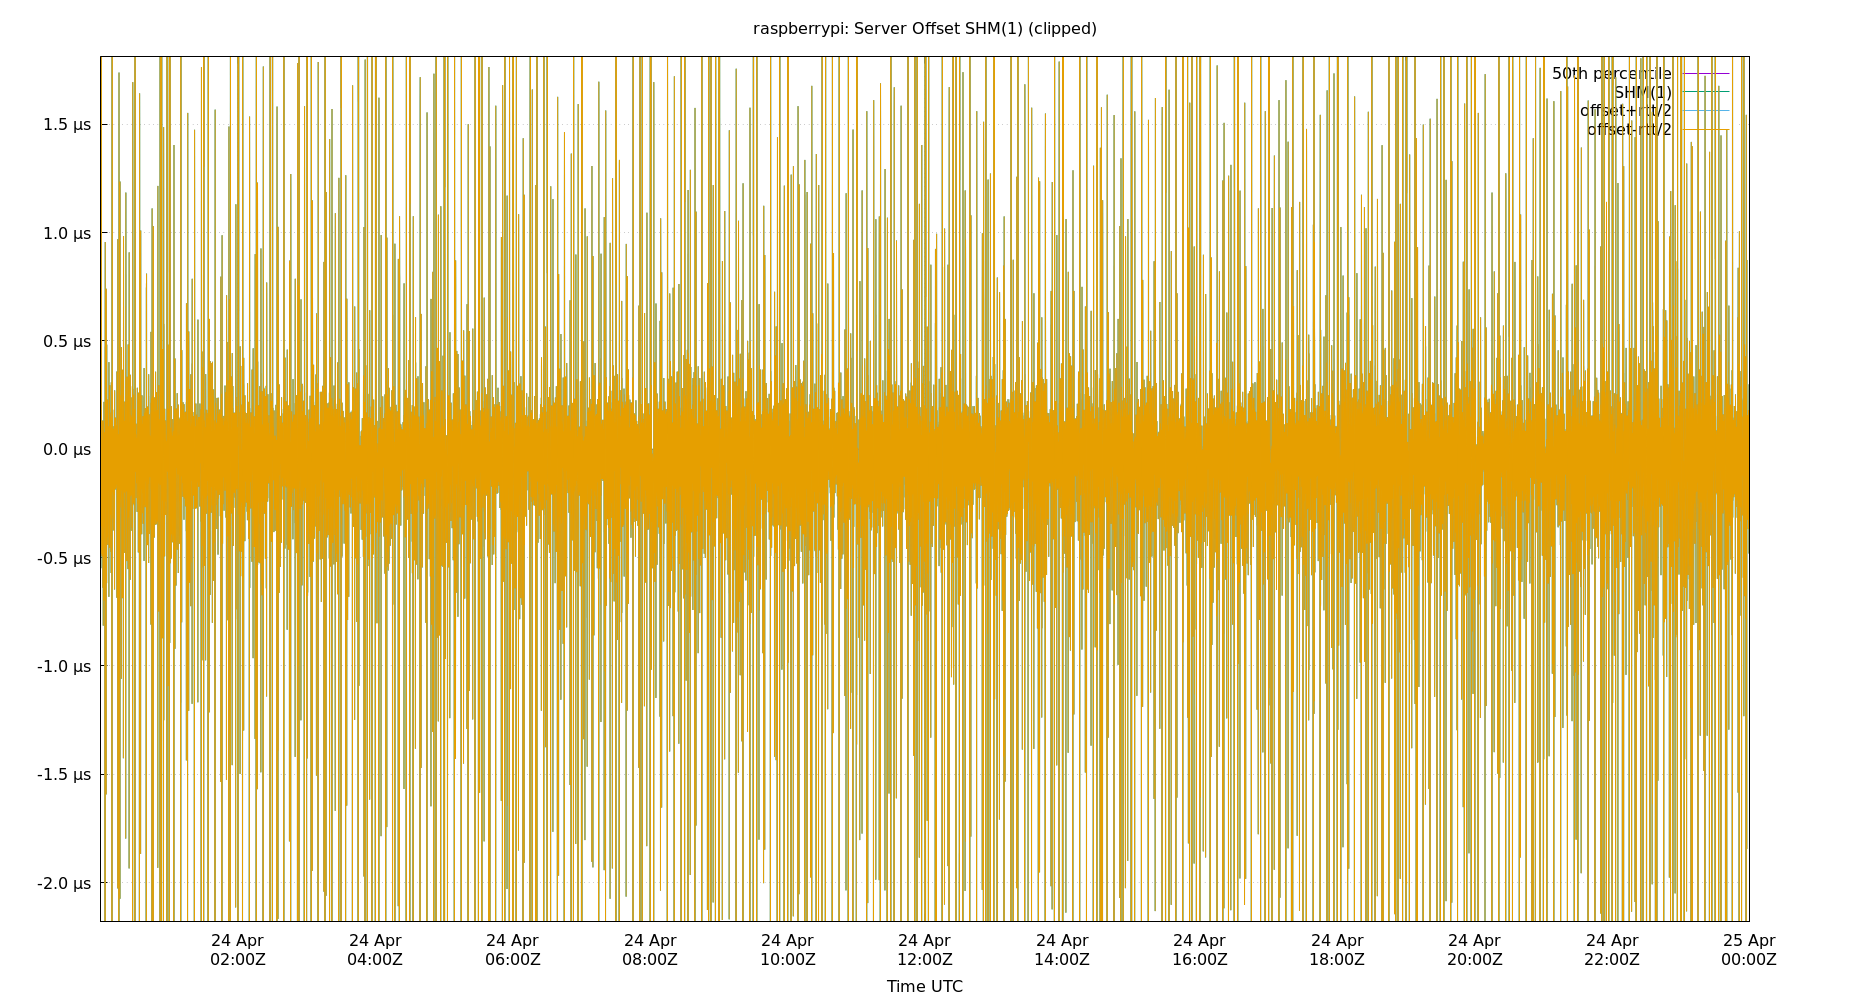 raspberrypi: Server Offset SHM(1) (clipped)
50th percentile
SHM(1)
offset+rtt/2
offset-rtt/2
1.5 µs
1.0 µs
0.5 µs
0.0 µs
-0.5 µs
-1.0 µs
-1.5 µs
-2.0 µs
24 Apr 24 Apr 24 Apr 24 Apr 24 Apr 24 Apr 24 Apr 24 Apr 24 Apr 24 Apr 24 Apr 25 Apr
02:00Z 04:00Z 06:00Z 08:00Z 10:00Z 12:00Z 14:00Z 16:00Z 18:00Z 20:00Z 22:00Z 00:00Z
Time UTC